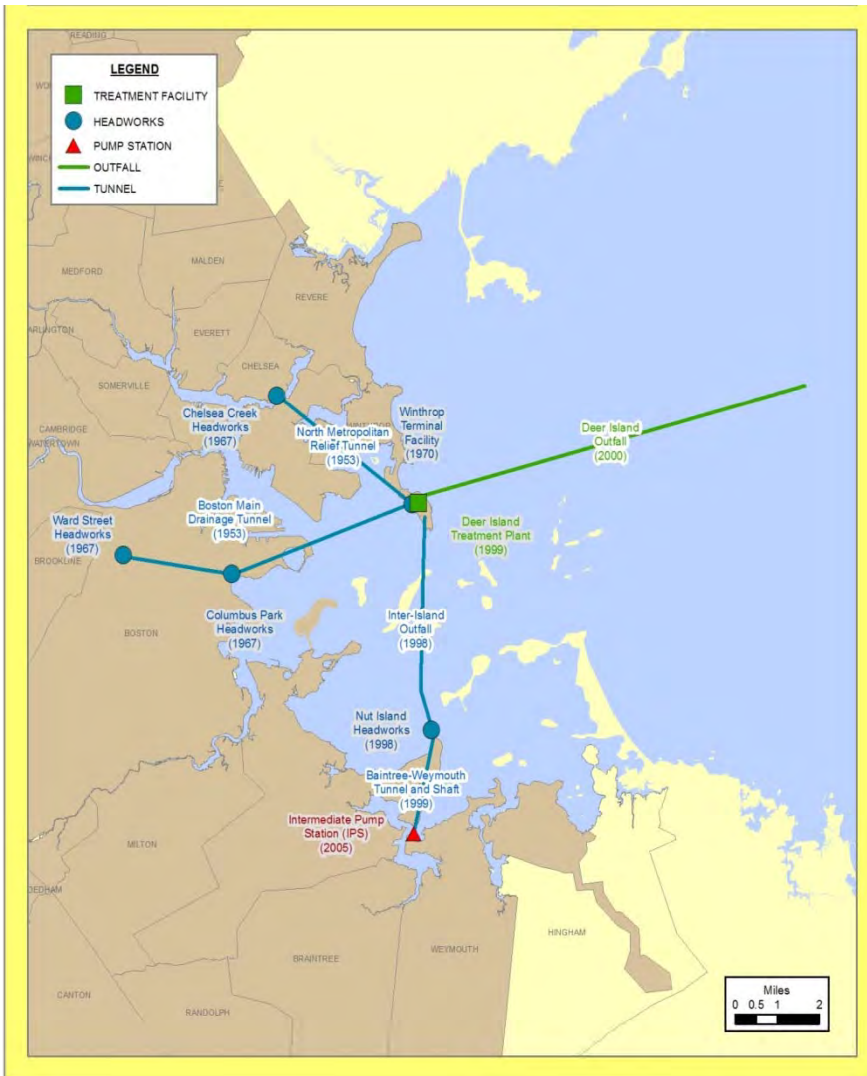 READING
LEGEND
TREATMENT FACILITY
HEADWORKS
PUMP STATION
OUTFALL
TUNNEL
MEDFORD
MALDEN
REVERE
ARLINGTON
EVERETT
SOMERVILLE
CHELSEA
CAMBRIDGE
WATERTOWN
Chelsea Creek
Headworks
(1967)
North Metropolitan
Relief Tunnel
(1953)
Winthrop
Terminal
Facility
(1970)
Deer Island
Outfall
(2000)
Ward Street
Headworks
(1967)
BROOKLINE
Boston Main
Drainage Tunnel
(1953)
Deer Island
Treatment Plant
(1999)
BOSTON
Columbus Park
Headworks
(1967)
Inter-Island
Outfall
(1998)
Nut Island
Headworks
(1998)
Baintree-Weymouth
Tunnel and Shaft
(1999)
Intermediate Pump
Station (IPS)
(2005)
MILTON
EDHAM
HINGHAM
WEYMOUTH
BRAINTREE
CANTON
RANDOLPH
Miles
0 0.5 1 2